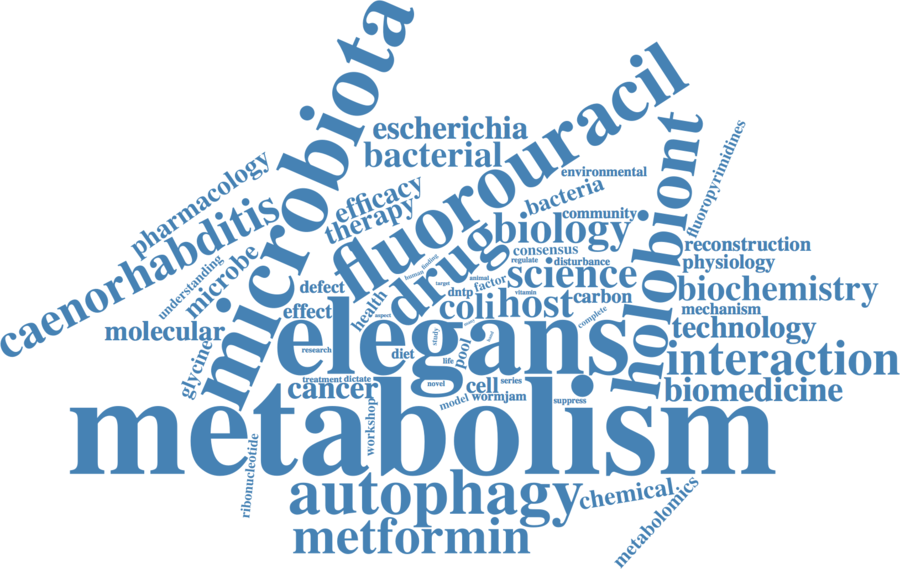 microbiota
fluorouracil
escherichia
bacterial
pharmacology
efficacy
therapy
environmental
bacteria
community
holobiont
fluoropyrimidines
caenorhabditis
drug
biology
consensus
reconstruction
understanding
microbe
human
finding
regulate
disturbance
physiology
defect
health
target
animal
factor
science
dntp
vitamin
biochemistry
molecular
effect
aspect
coli
host
carbon
mechanism
complete
technology
elegans
study
research
diet
life
pool
interaction
glycine
treatment
dictate
cancer
novel
cell
series
biomedicine
metabolism
workshop
model
wormjam
suppress
ribonucleotide
autophagy
chemical
metabolomics
metformin